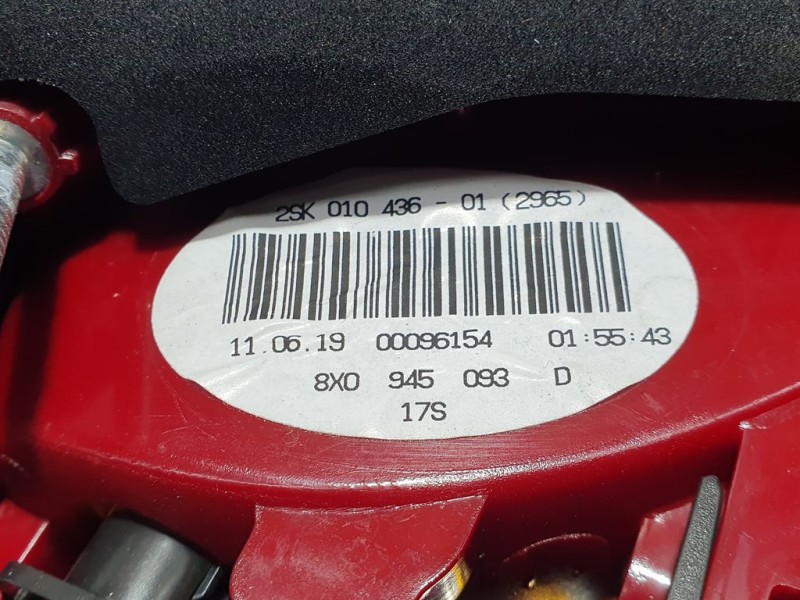 2SK 010 436 - 01 (2965)
11.06.19 00096154 01:55:43
8X0 945 093 D
17S